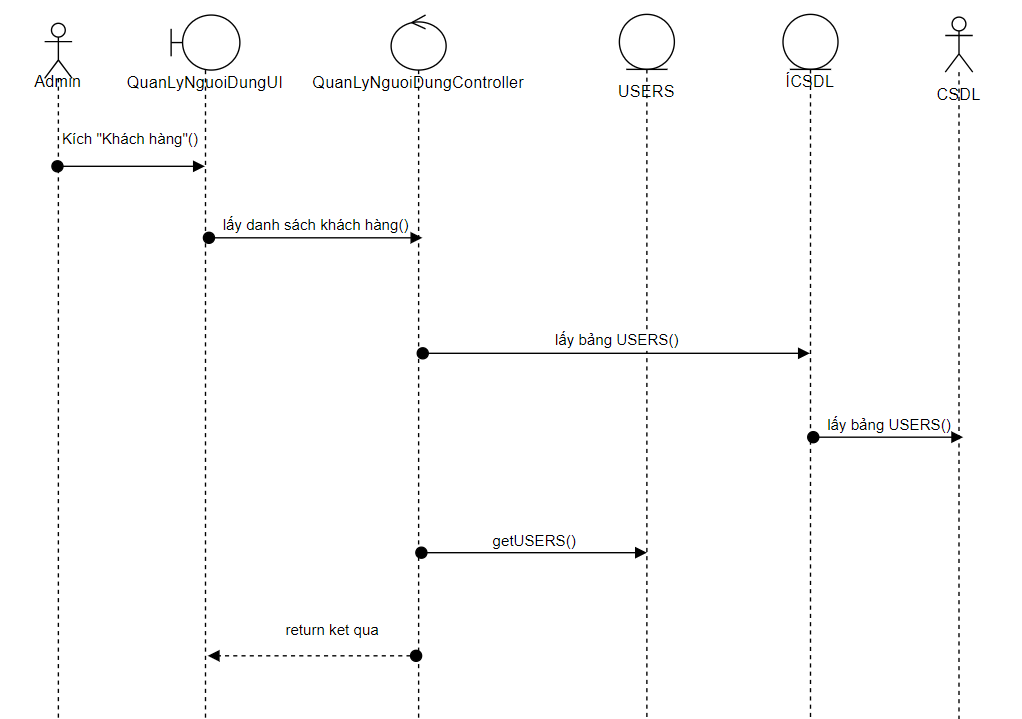 Admin
QuanLyNguoiDungUI
QuanLyNguoiDungController
USERS
ÍCSDL
CSDL
Kích "Khách hàng"()
lấy danh sách khách hàng()
lấy bảng USERS()
lấy bảng USERS()
getUSERS()
return ket qua